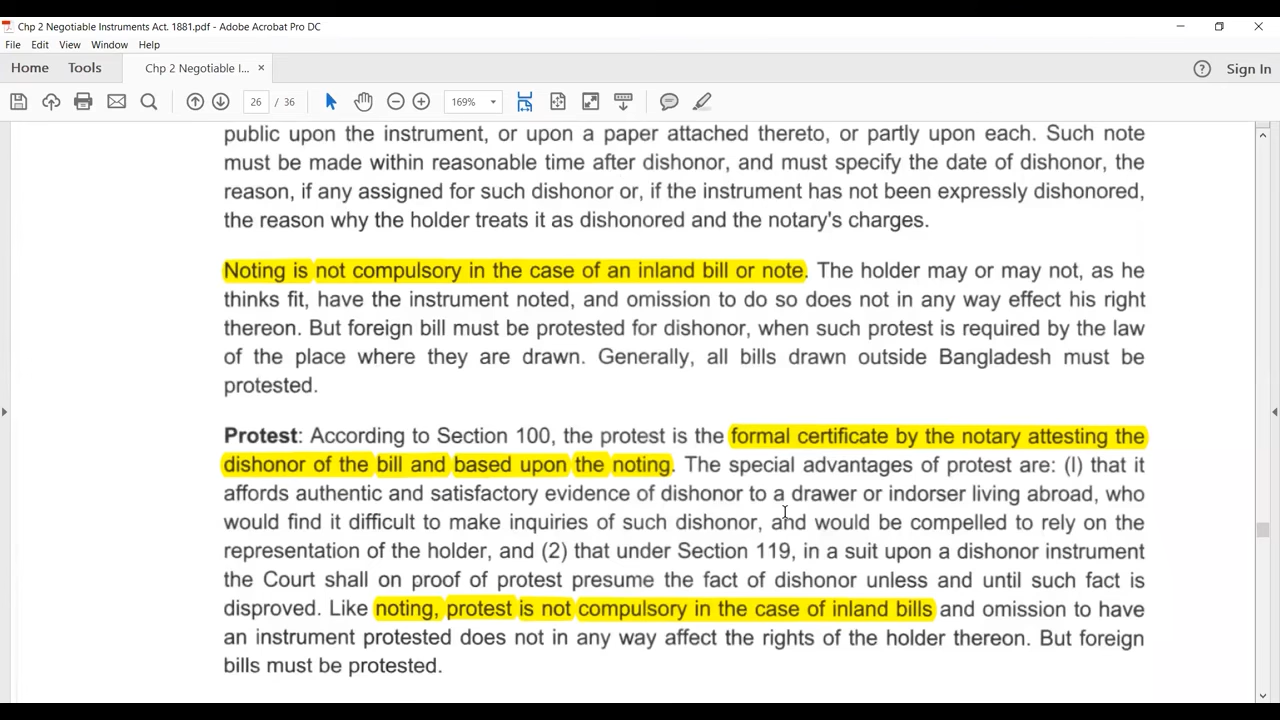 Chp 2 Negotiable Instruments Act. 1881.pdf - Adobe Acrobat Pro DC
File Edit View Window Help
Home Tools Chp 2 Negotiable I... × Sign In
26 / 36 169%
public upon the instrument, or upon a paper attached thereto, or partly upon each. Such note
must be made within reasonable time after dishonor, and must specify the date of dishonor, the
reason, if any assigned for such dishonor or, if the instrument has not been expressly dishonored,
the reason why the holder treats it as dishonored and the notary's charges.
Noting is not compulsory in the case of an inland bill or note. The holder may or may not, as he
thinks fit, have the instrument noted, and omission to do so does not in any way effect his right
thereon. But foreign bill must be protested for dishonor, when such protest is required by the law
of the place where they are drawn. Generally, all bills drawn outside Bangladesh must be
protested.
Protest: According to Section 100, the protest is the formal certificate by the notary attesting the
dishonor of the bill and based upon the noting. The special advantages of protest are: (I) that it
affords authentic and satisfactory evidence of dishonor to a drawer or indorser living abroad, who
would find it difficult to make inquiries of such dishonor, and would be compelled to rely on the
representation of the holder, and (2) that under Section 119, in a suit upon a dishonor instrument
the Court shall on proof of protest presume the fact of dishonor unless and until such fact is
disproved. Like noting, protest is not compulsory in the case of inland bills and omission to have
an instrument protested does not in any way affect the rights of the holder thereon. But foreign
bills must be protested.